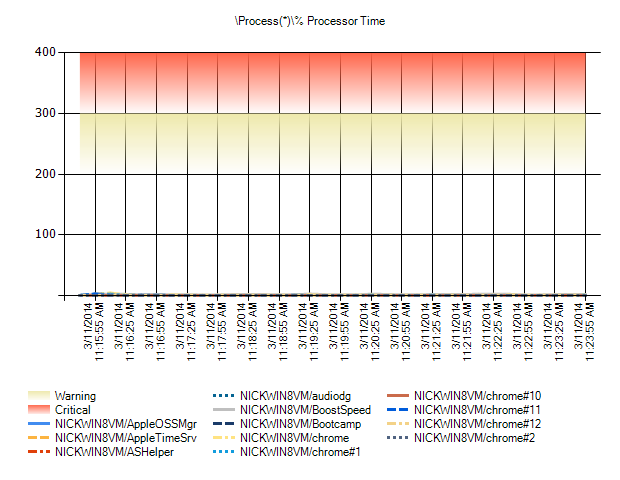 \Process(*)\% Processor Time
400
300
200
100
3/11/2014 11:15:55 AM
3/11/2014 11:16:25 AM
3/11/2014 11:16:55 AM
3/11/2014 11:17:25 AM
3/11/2014 11:17:55 AM
3/11/2014 11:18:25 AM
3/11/2014 11:18:55 AM
3/11/2014 11:19:25 AM
3/11/2014 11:19:55 AM
3/11/2014 11:20:25 AM
3/11/2014 11:20:55 AM
3/11/2014 11:21:25 AM
3/11/2014 11:21:55 AM
3/11/2014 11:22:25 AM
3/11/2014 11:22:55 AM
3/11/2014 11:23:25 AM
3/11/2014 11:23:55 AM
Warning
Critical
NICKWIN8VM/AppleOSSMgr
NICKWIN8VM/AppleTimeSrv
NICKWIN8VM/ASHelper
NICKWIN8VM/audiodg
NICKWIN8VM/BoostSpeed
NICKWIN8VM/Bootcamp
NICKWIN8VM/chrome
NICKWIN8VM/chrome#1
NICKWIN8VM/chrome#10
NICKWIN8VM/chrome#11
NICKWIN8VM/chrome#12
NICKWIN8VM/chrome#2